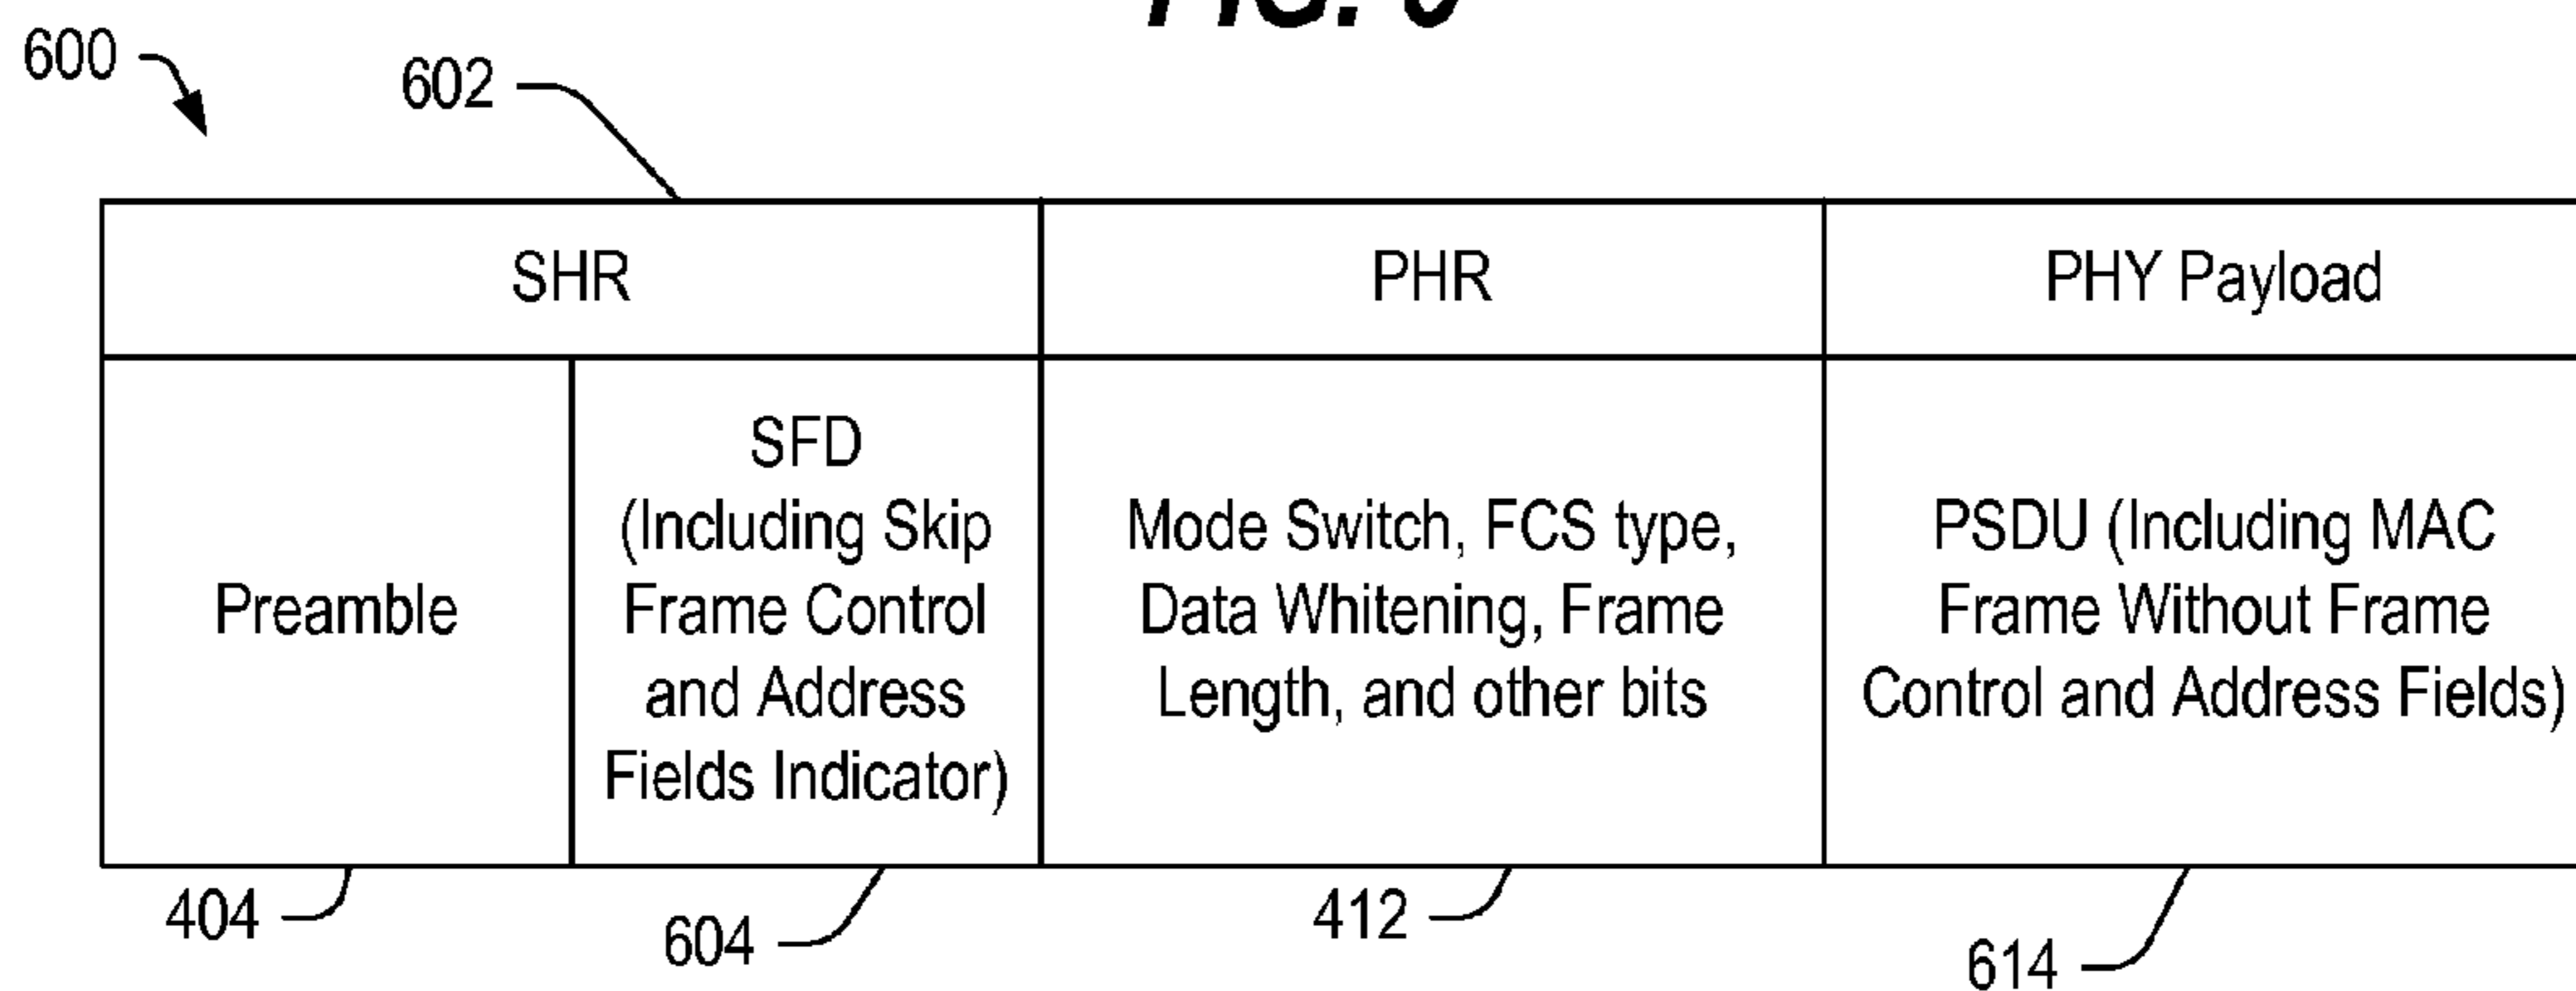 FIG.
600
602
SHR
PHR
PHY Payload
Preamble
SFD
(Including Skip
Frame Control
and Address
Fields Indicator)
Mode Switch, FCS type,
Data Whitening, Frame
Length, and other bits
PSDU (Including MAC
Frame Without Frame
Control and Address Fields)
404
604
412
614